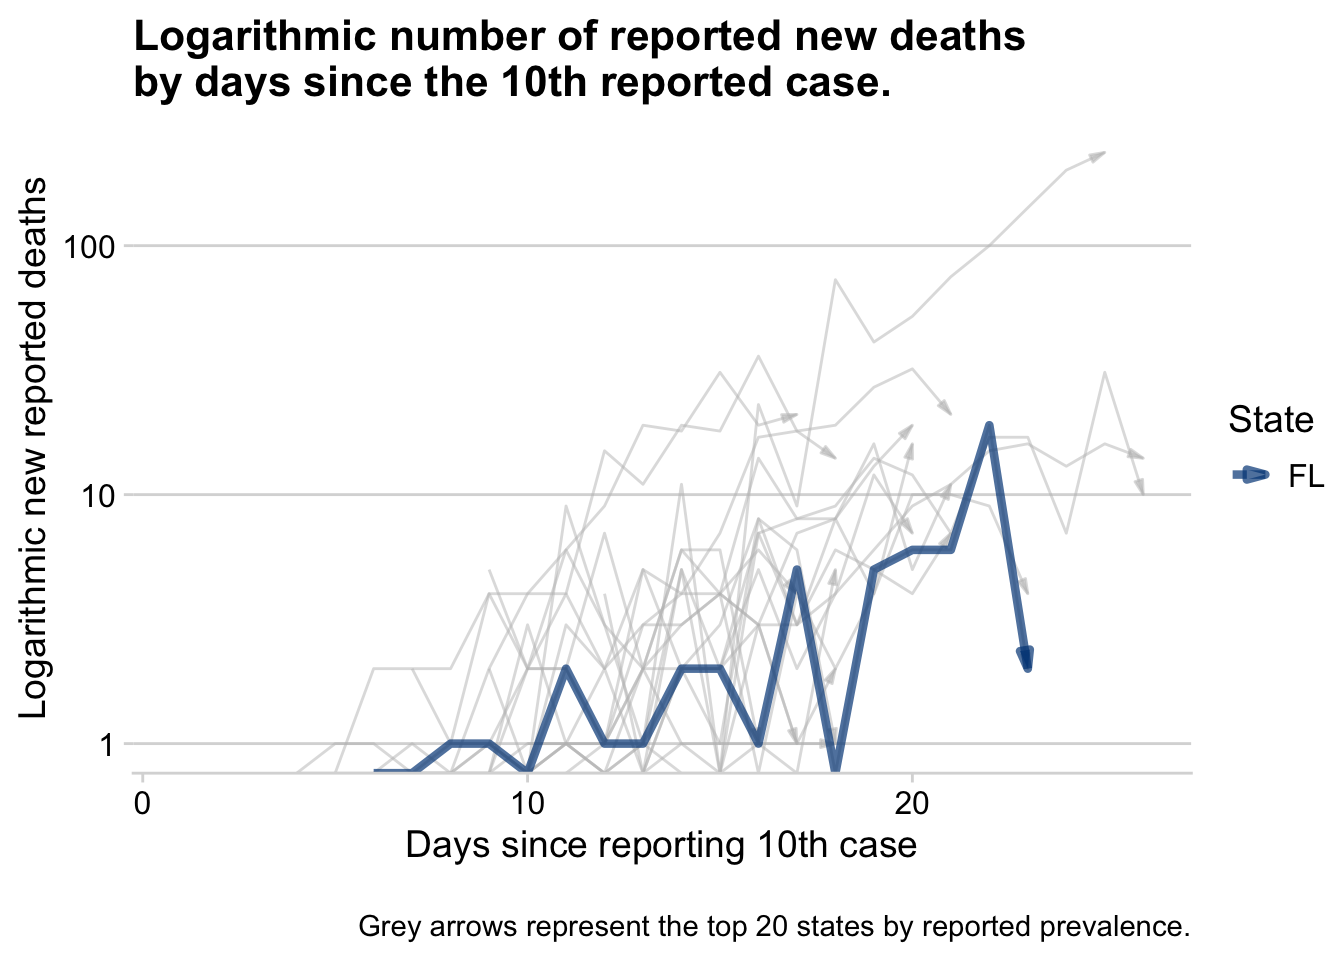 Logarithmic number of reported new deaths
by days since the 10th reported case.
Logarithmic new reported deaths
100
10
1
0
10
20
Days since reporting 10th case
State
FL
Grey arrows represent the top 20 states by reported prevalence.